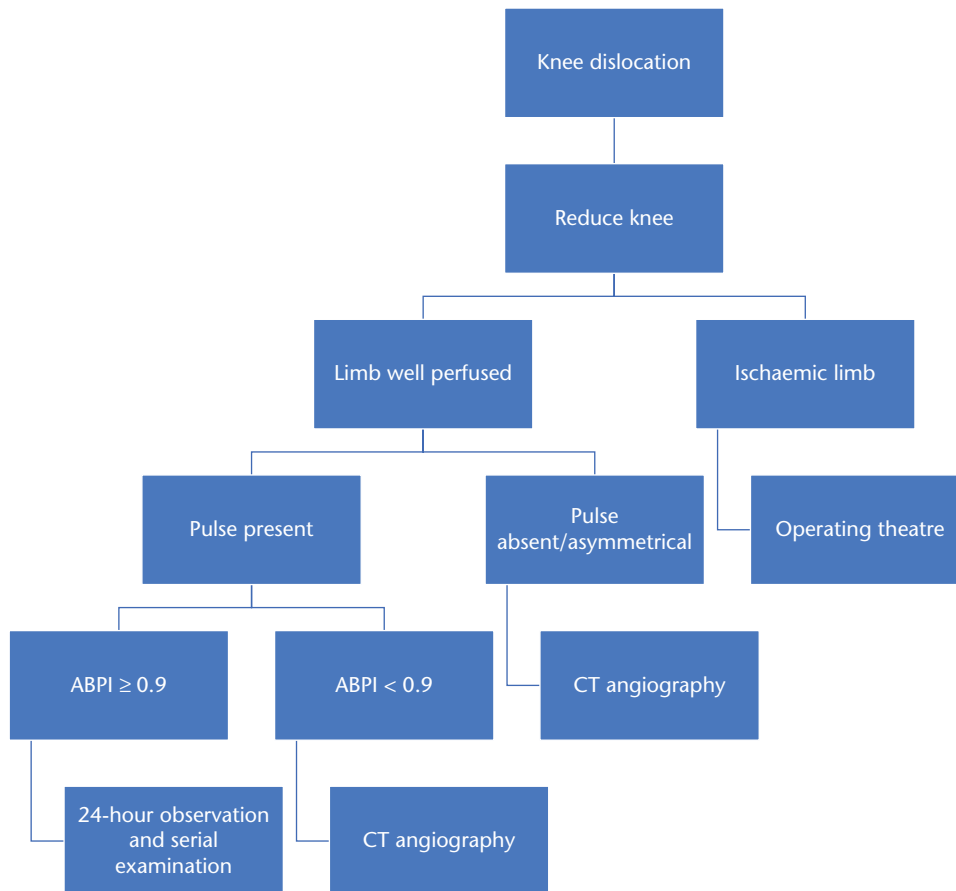 Knee dislocation
Reduce knee
Limb well perfused
Ischaemic limb
Pulse present
Pulse
absent/asymmetrical
Operating theatre
ABPI ≥ 0.9
ABPI < 0.9
CT angiography
24-hour observation
and serial
examination
CT angiography